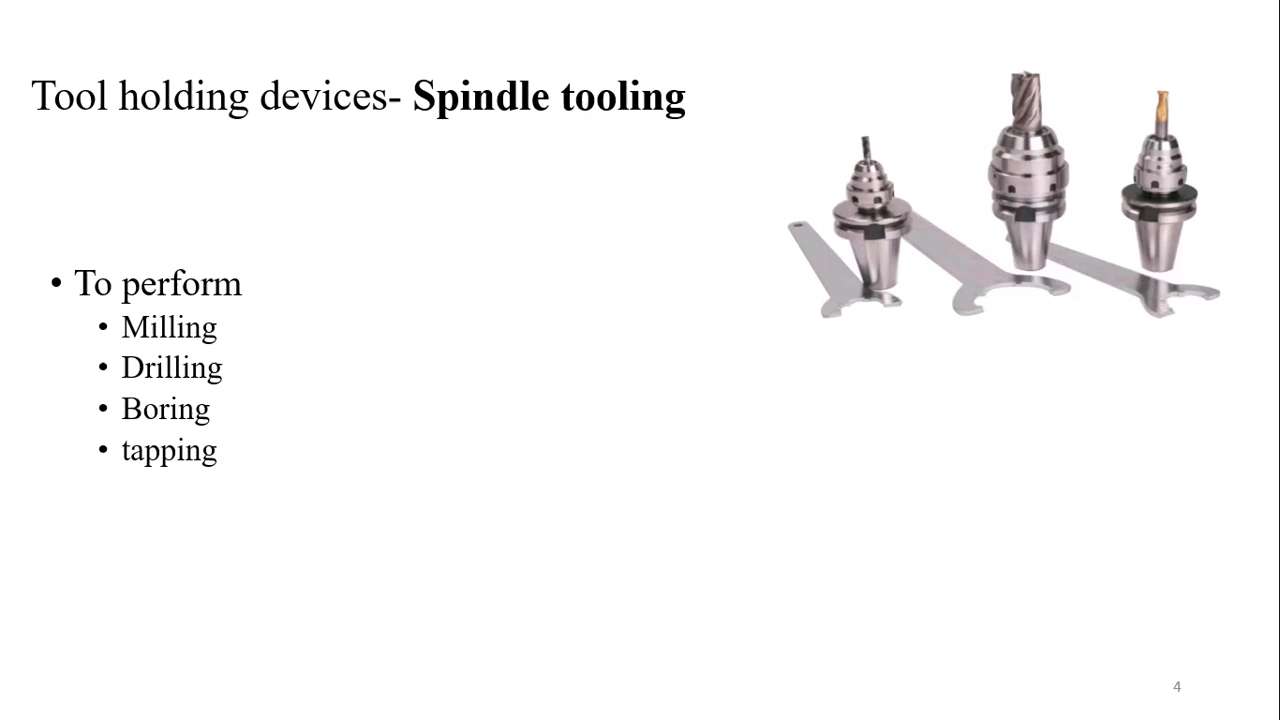 Tool holding devices- Spindle tooling
• To perform
• Milling
• Drilling
• Boring
• tapping
4